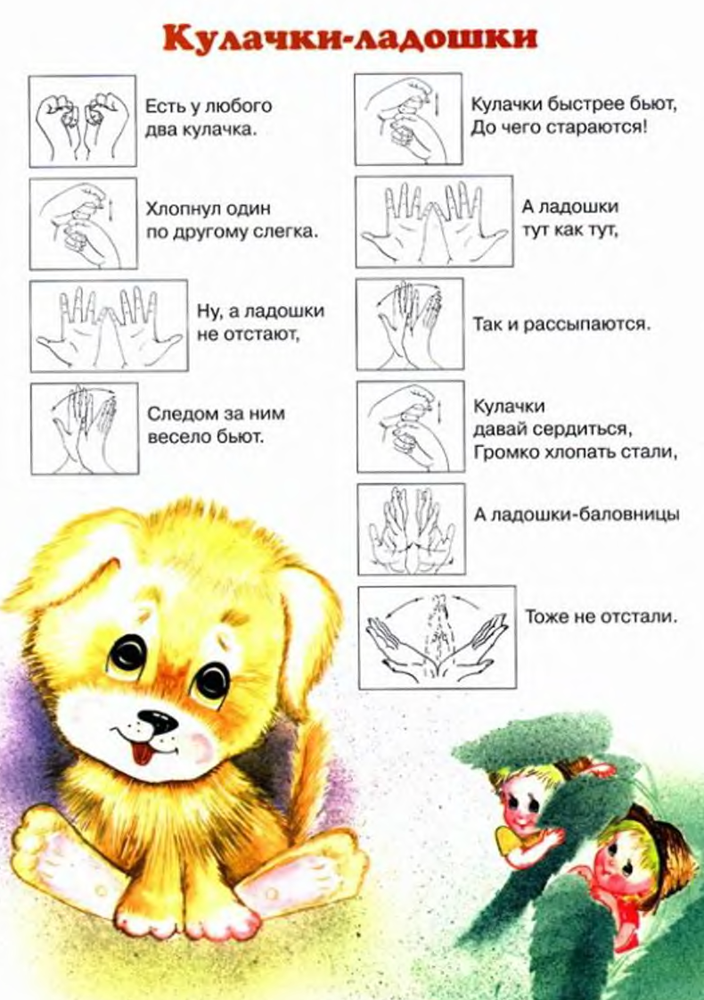 Кулачки-ладошки
Есть у любого
два кулачка.
Хлопнул один
по другому слегка.
Ну, а ладошки
не отстают,
Следом за ним
весело бьют.
Кулачки быстрее бьют,
До чего стараются!
А ладошки
тут как тут,
Так и рассыпаются.
Кулачки
давай сердиться,
Громко хлопать стали,
А ладошки-баловницы
Тоже не отстали.